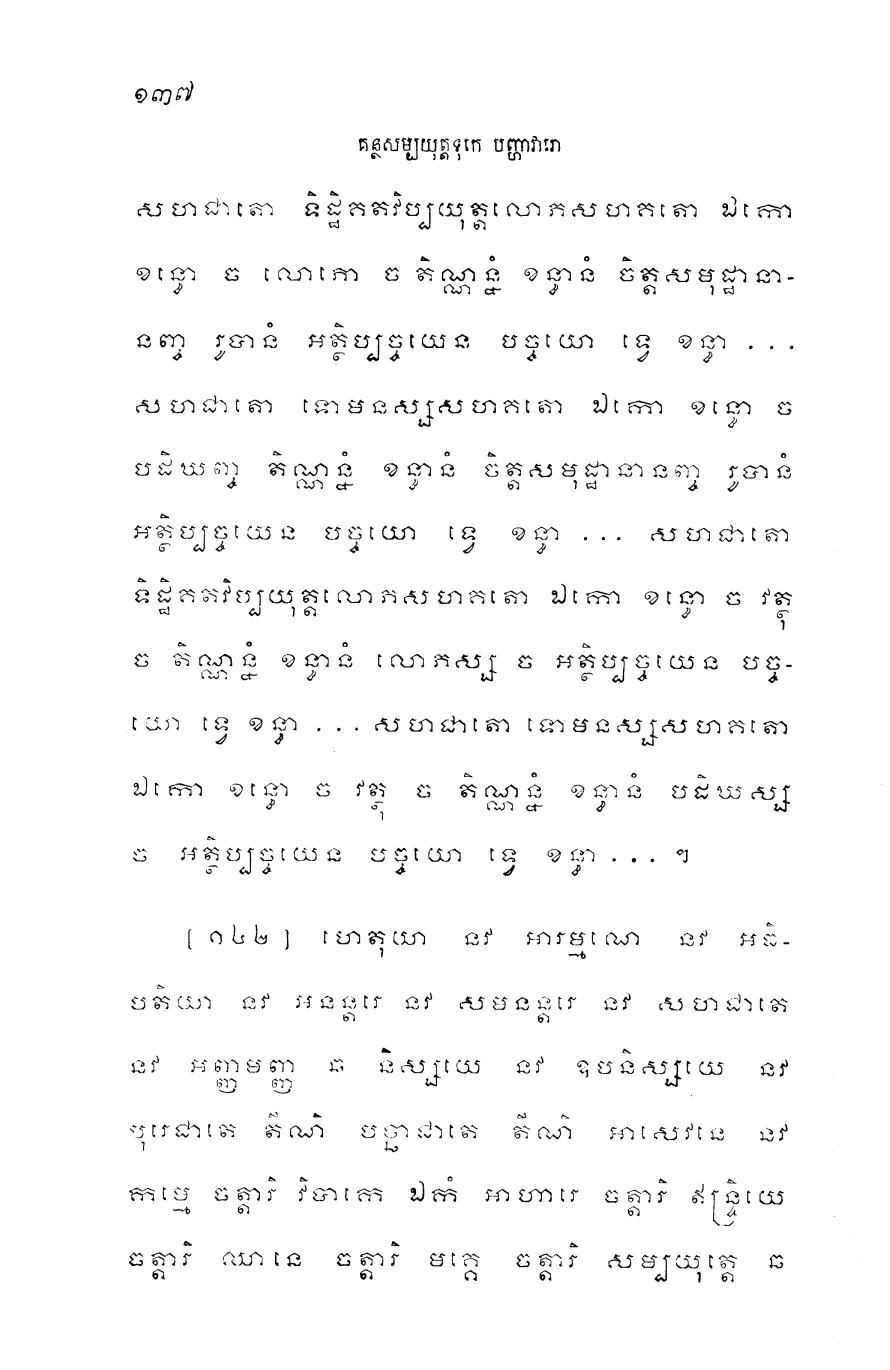 ១៣៧
គន្ថសម្បយុត្តទុកេ បញ្ហាវារោ
សហជាតោ ទិដ្ឋិគតវិប្បយុត្តលោភសហគតោ ឯកោ
ខន្ធោ ច លោភោ ច តិណ្ណន្នំ ខន្ធានំ ចិត្តសមុដ្ឋានា-
នញ្ច រូបានំ អត្ថិប្បច្ចយេន បច្ចយោ ទ្វេ ខន្ធា ...
សហជាតោ ទោមនស្សសហគតោ ឯកោ ខន្ធោ ច
បដិឃញ្ច តិណ្ណន្នំ ខន្ធានំ ចិត្តសមុដ្ឋានានញ្ច រូបានំ
អត្ថិប្បច្ចយេន បច្ចយោ ទ្វេ ខន្ធា ... សហជាតោ
ទិដ្ឋិគតវិប្បយុត្តលោភសហគតោ ឯកោ ខន្ធោ ច វត្ថុ
ច តិណ្ណន្នំ ខន្ធានំ លោភស្ស ច អត្ថិប្បច្ចយេន បច្ច-
យោ ទ្វេ ខន្ធា ... សហជាតោ ទោមនស្សសហគតោ
ឯកោ ខន្ធោ ច វត្ថុ ច តិណ្ណន្នំ ខន្ធានំ បដិឃស្ស
ច អត្ថិប្បច្ចយេន បច្ចយោ ទ្វេ ខន្ធា ... ។
[១៤២] ហេតុយា នវ អារម្មណេ នវ អធិ-
បតិយា នវ អនន្តរេ នវ សមនន្តរេ នវ សហជាតេ
នវ អញ្ញមញ្ញេ ឆ និស្សយេ នវ ឧបនិស្សយេ នវ
បុរេជាតេ តីណិ បច្ឆាជាតេ តីណិ អាសេវនេ នវ
កម្មេ ចត្តារិ វិបាកេ ឯកំ អាហារេ ចត្តារិ ឥន្ទ្រិយេ
ចត្តារិ ឈានេ ចត្តារិ មគ្គេ ចត្តារិ សម្បយុត្តេ ឆ